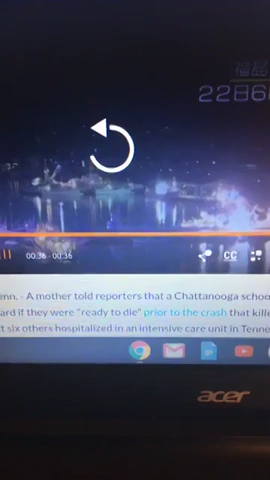 22866
00:36 - 00:36
CC
enn. - A mother told reporters that a Chattanooga schoo
ard if they were "ready to die" prior to the crash that kille
t six others hospitalized in an intensive care unit in Tenne
acer